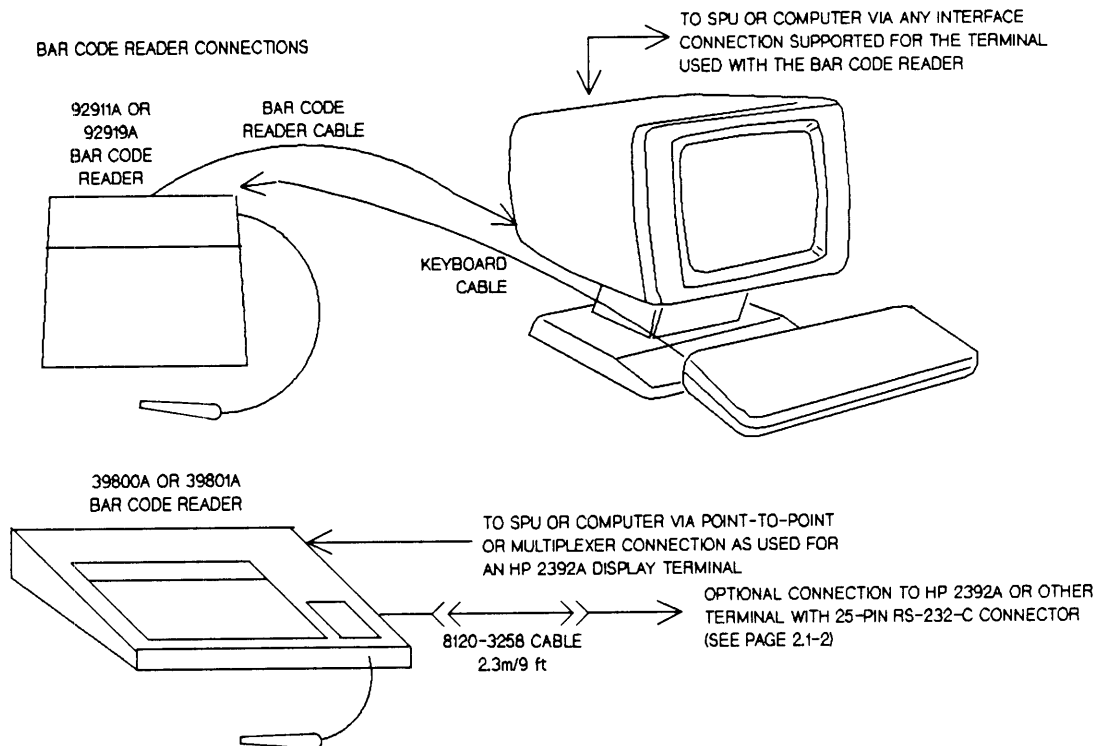 BAR CODE READER CONNECTIONS
TO SPU OR COMPUTER VIA ANY INTERFACE
CONNECTION SUPPORTED FOR THE TERMINAL
USED WITH THE BAR CODE READER
92911A OR
92919A
BAR CODE
READER
BAR CODE
READER CABLE
KEYBOARD
CABLE
39800A OR 39801A
BAR CODE READER
TO SPU OR COMPUTER VIA POINT-TO-POINT
OR MULTIPLEXER CONNECTION AS USED FOR
AN HP 2392A DISPLAY TERMINAL
8120-3258 CABLE
2.3m/9 ft
OPTIONAL CONNECTION TO HP 2392A OR OTHER
TERMINAL WITH 25-PIN RS-232-C CONNECTOR
(SEE PAGE 2.1-2)